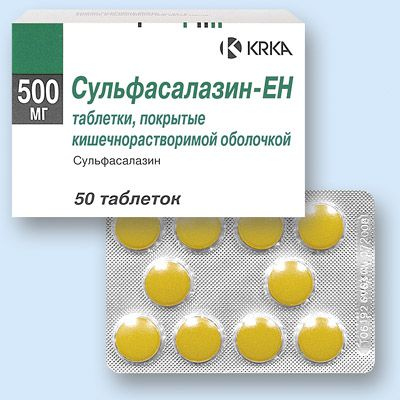 KRKA
500
МГ
Сульфасалазин-ЕН
таблетки, покрытые
кишечнорастворимой оболочкой
Сульфасалазин
50 таблеток